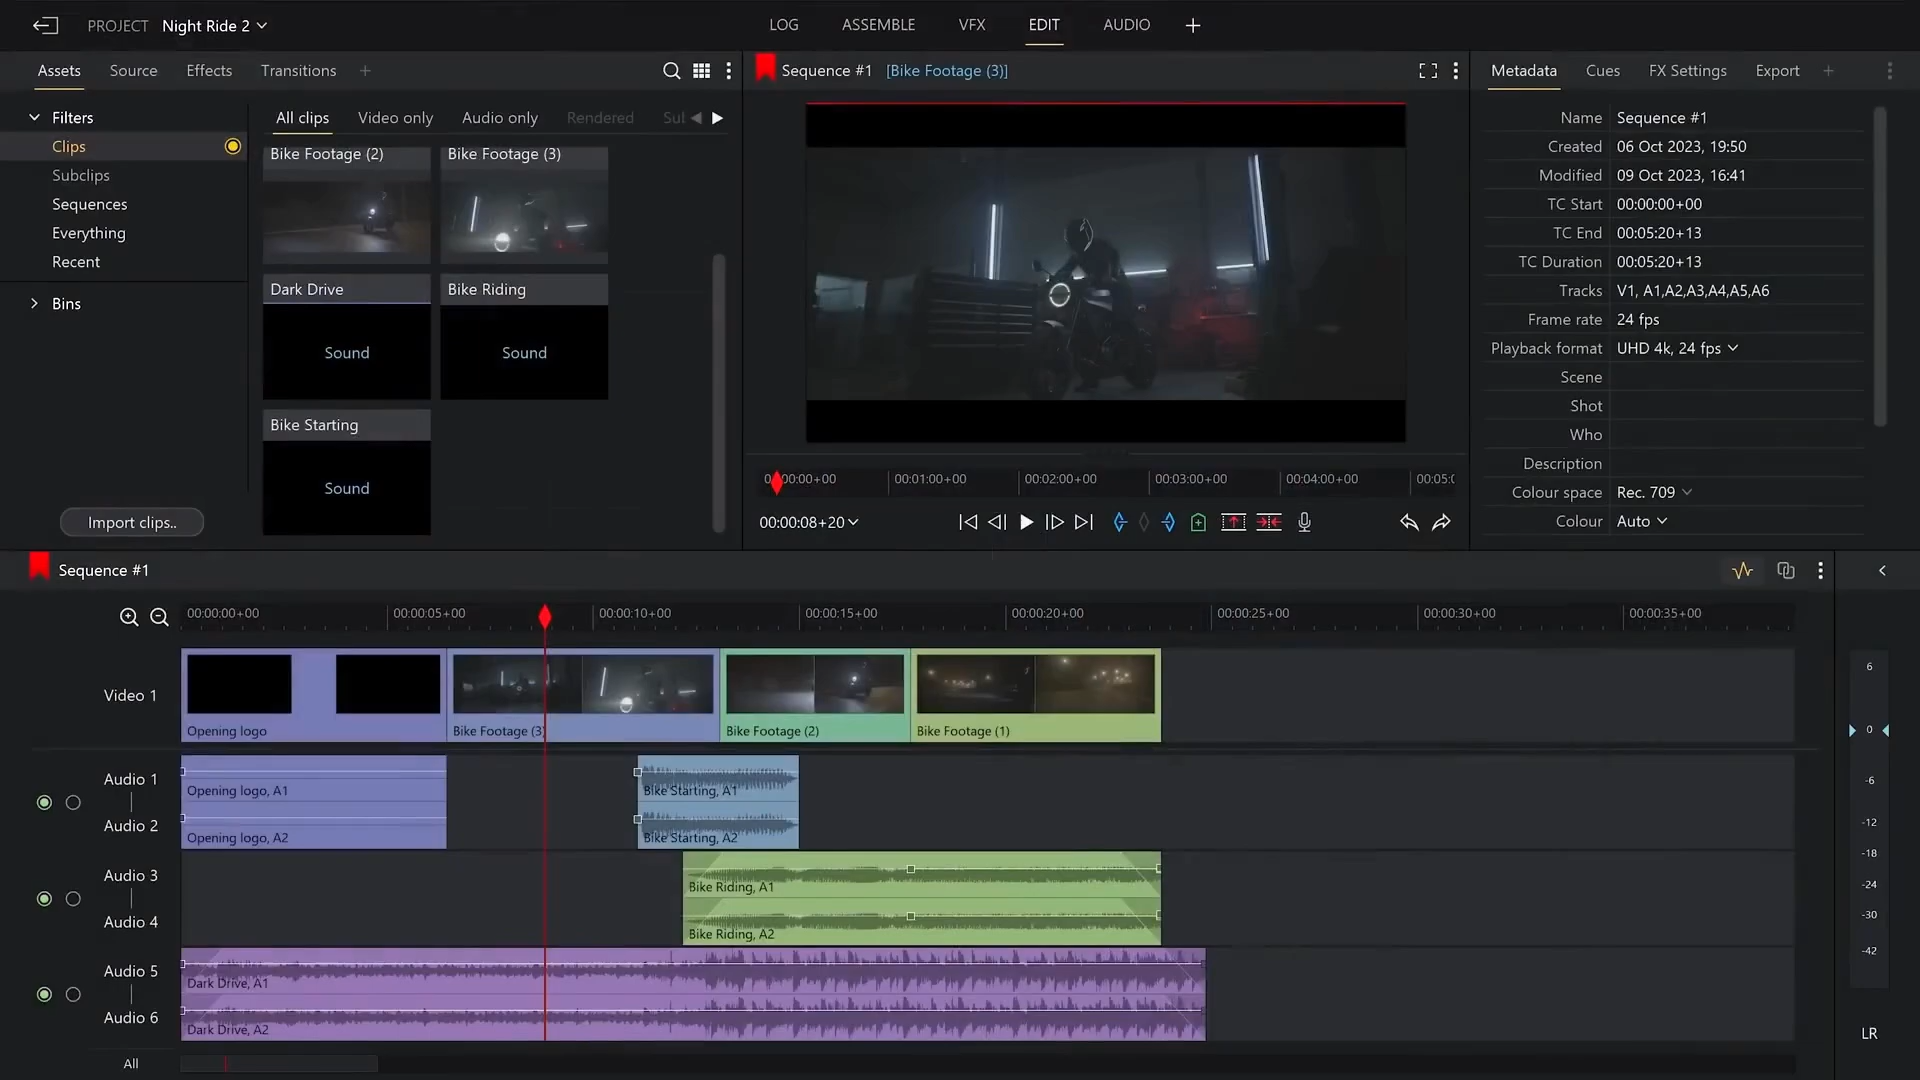 PROJECT Night Ride 2
LOG ASSEMBLE VFX EDIT AUDIO +
Assets Source Effects Transitions +
Filters
Clips
Subclips
Sequences
Everything
Recent
Bins
Import clips..
All clips Video only Audio only Rendered Sul
Bike Footage (2) Bike Footage (3)
Dark Drive Bike Riding
Sound Sound
Bike Starting
Sound
Sequence #1 [Bike Footage (3)]
00:01:00+00 00:02:00+00 00:03:00+00 00:04:00+00
00:00:08+20
Metadata Cues FX Settings Export +
Name Sequence #1
Created 06 Oct 2023, 19:50
Modified 09 Oct 2023, 16:41
TC Start 00:00:00+00
TC End 00:05:20+13
TC Duration 00:05:20+13
Tracks V1, A1,A2,A3,A4,A5,A6
Frame rate 24 fps
Playback format UHD 4k, 24 fps
Scene
Shot
Who
Description
Colour space Rec. 709
Colour Auto
Sequence #1
00:00:00+00 00:00:05+00 00:00:10+00 00:00:15+00 00:00:20+00 00:00:25+00 00:00:30+00 00:00:35+00
Video 1
Opening logo Bike Footage (3) Bike Footage (2) Bike Footage (1)
Audio 1
Opening logo, A1 Bike Starting, A1
Audio 2
Opening logo, A2 Bike Starting, A2
Audio 3
Bike Riding, A1
Audio 4
Bike Riding, A2
Audio 5
Dark Drive, A1
Audio 6
Dark Drive, A2
All
6
0
-6
-12
-18
-24
-30
-42
LR